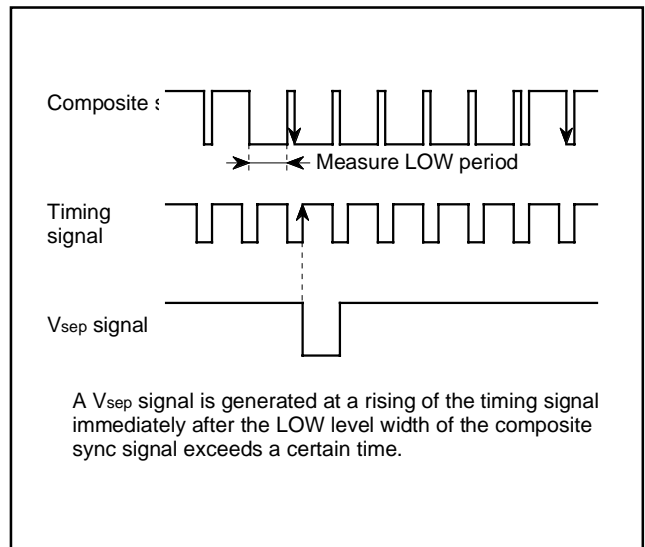 Composite s
Measure LOW period
Timing
signal
Vsep signal
A Vsep signal is generated at a rising of the timing signal
immediately after the LOW level width of the composite
sync signal exceeds a certain time.